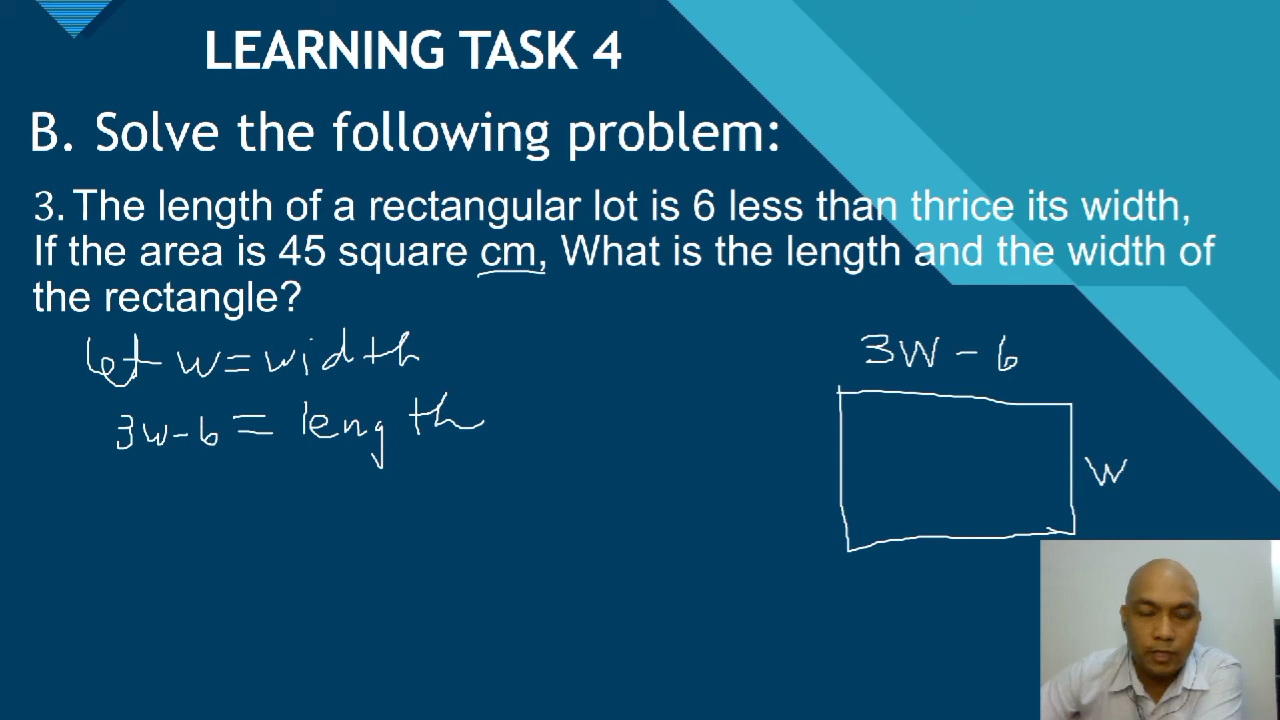 LEARNING TASK 4
B. Solve the following problem:
3. The length of a rectangular lot is 6 less than thrice its width,
If the area is 45 square cm, What is the length and the width of
the rectangle?
let w = width
3w - 6 = length
3W - 6
W